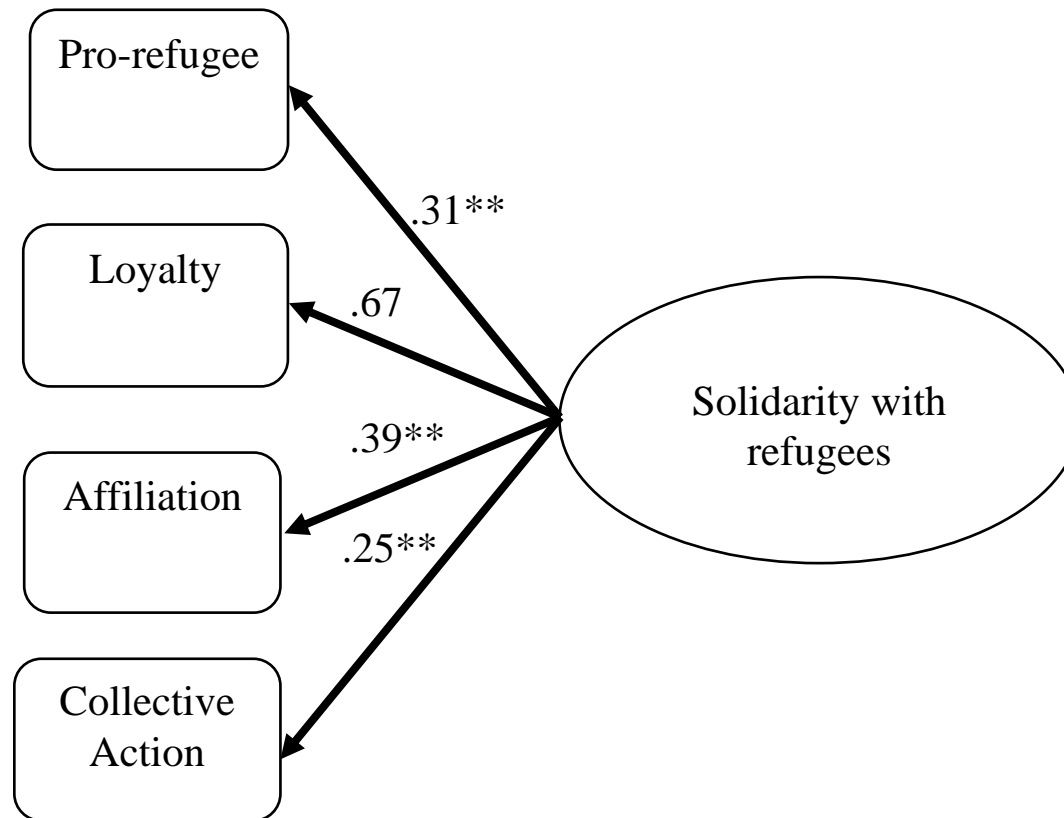 Pro-refugee
.31**
Loyalty
.67
Solidarity with
refugees
.39**
Affiliation
.25**
Collective
Action